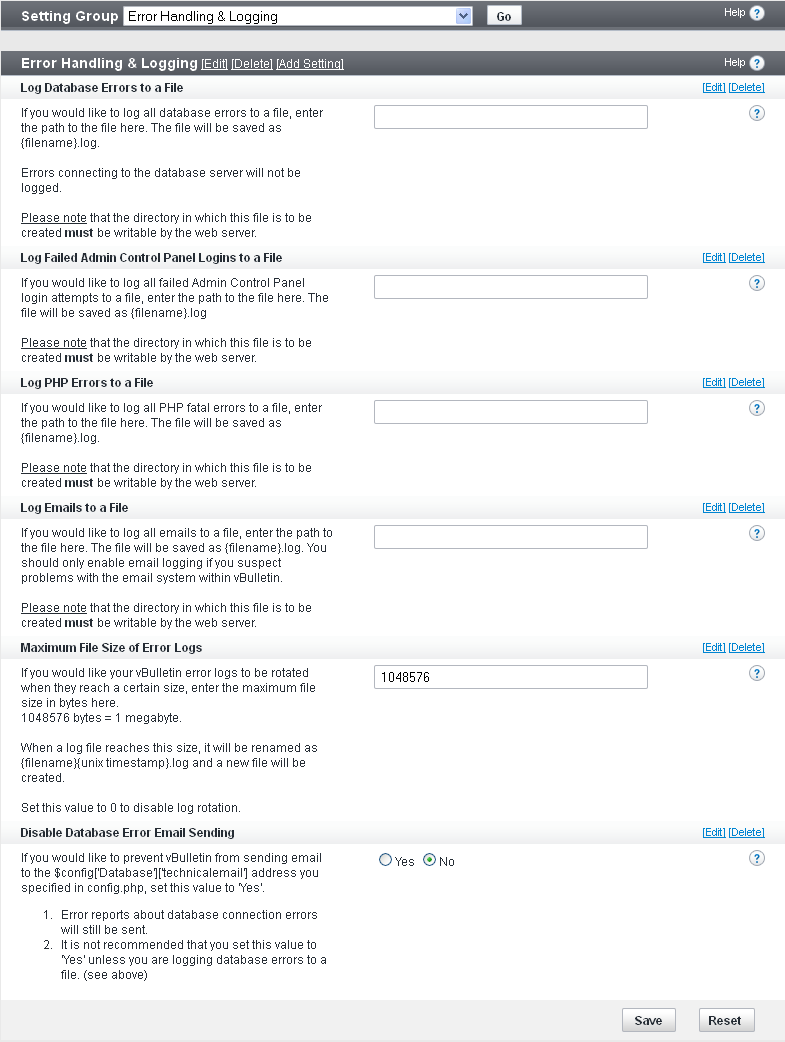 Setting Group Error Handling & Logging Go Help ?
Error Handling & Logging [Edit] [Delete] [Add Setting] Help ?
Log Database Errors to a File [Edit] [Delete]
If you would like to log all database errors to a file, enter ?
the path to the file here. The file will be saved as
{filename}.log.
Errors connecting to the database server will not be
logged.
Please note that the directory in which this file is to be
created must be writable by the web server.
Log Failed Admin Control Panel Logins to a File [Edit] [Delete]
If you would like to log all failed Admin Control Panel ?
login attempts to a file, enter the path to the file here. The
file will be saved as {filename}.log
Please note that the directory in which this file is to be
created must be writable by the web server.
Log PHP Errors to a File [Edit] [Delete]
If you would like to log all PHP fatal errors to a file, enter ?
the path to the file here. The file will be saved as
{filename}.log.
Please note that the directory in which this file is to be
created must be writable by the web server.
Log Emails to a File [Edit] [Delete]
If you would like to log all emails to a file, enter the path to ?
the file here. The file will be saved as {filename}.log. You
should only enable email logging if you suspect
problems with the email system within vBulletin.
Please note that the directory in which this file is to be
created must be writable by the web server.
Maximum File Size of Error Logs [Edit] [Delete]
If you would like your vBulletin error logs to be rotated 1048576 ?
when they reach a certain size, enter the maximum file
size in bytes here.
1048576 bytes = 1 megabyte.
When a log file reaches this size, it will be renamed as
{filename}{unix timestamp}.log and a new file will be
created.
Set this value to 0 to disable log rotation.
Disable Database Error Email Sending [Edit] [Delete]
If you would like to prevent vBulletin from sending email Yes No ?
to the $config['Database']['technicalemail'] address you
specified in config.php, set this value to 'Yes'.
1. Error reports about database connection errors
will still be sent.
2. It is not recommended that you set this value to
'Yes' unless you are logging database errors to a
file. (see above)
Save Reset